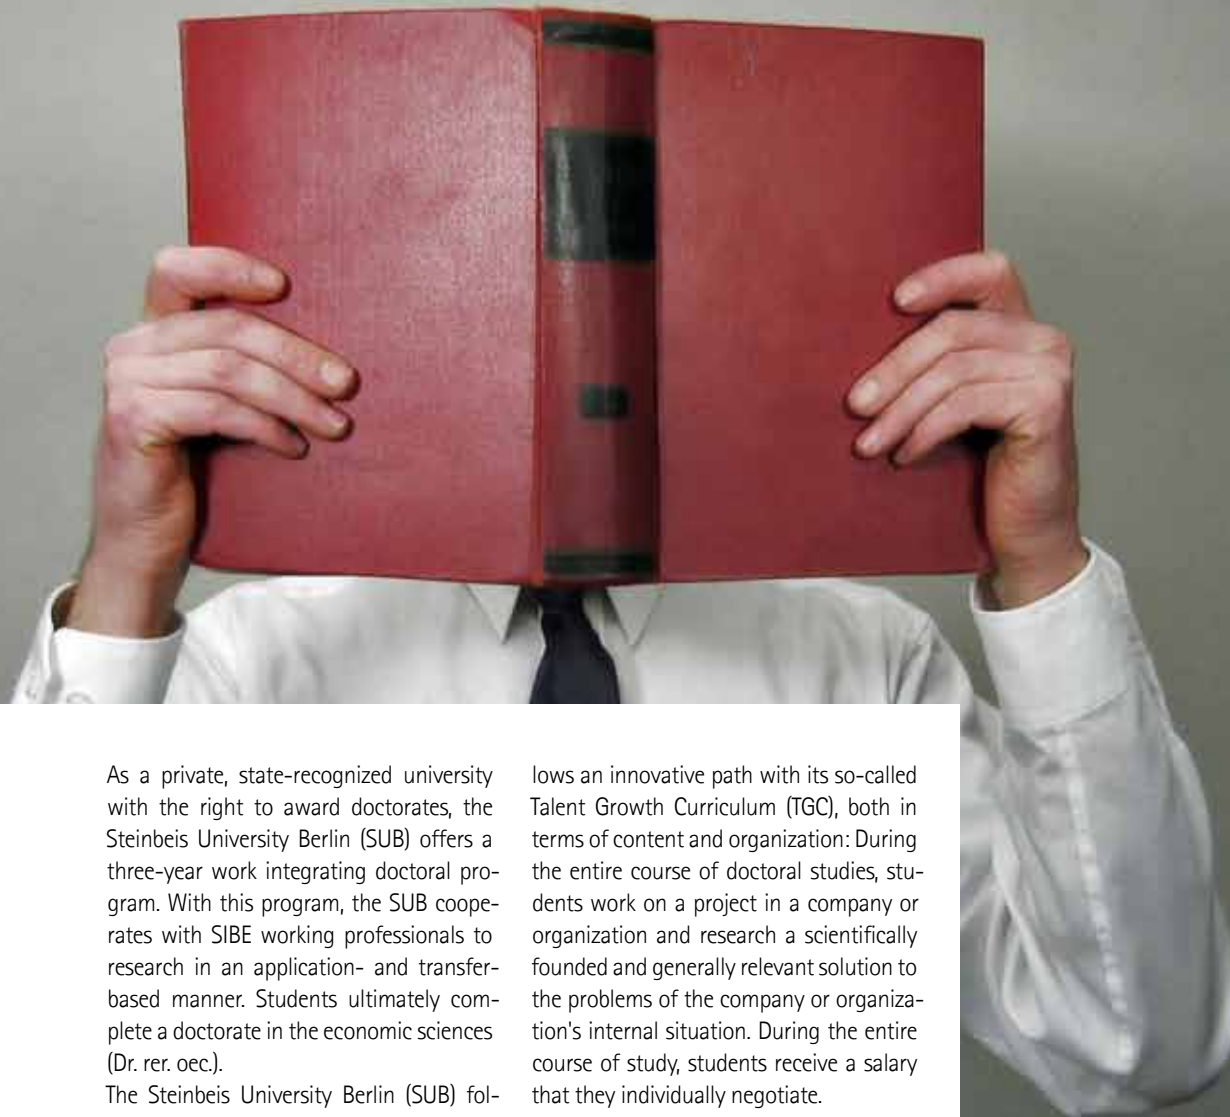 As a private, state-recognized university
with the right to award doctorates, the
Steinbeis University Berlin (SUB) offers a
three-year work integrating doctoral pro-
gram. With this program, the SUB coope-
rates with SIBE working professionals to
research in an application- and transfer-
based manner. Students ultimately com-
plete a doctorate in the economic sciences
(Dr. rer. oec.).
The Steinbeis University Berlin (SUB) fol-
lows an innovative path with its so-called
Talent Growth Curriculum (TGC), both in
terms of content and organization: During
the entire course of doctoral studies, stu-
dents work on a project in a company or
organization and research a scientifically
founded and generally relevant solution to
the problems of the company or organiza-
tion's internal situation. During the entire
course of study, students receive a salary
that they individually negotiate.